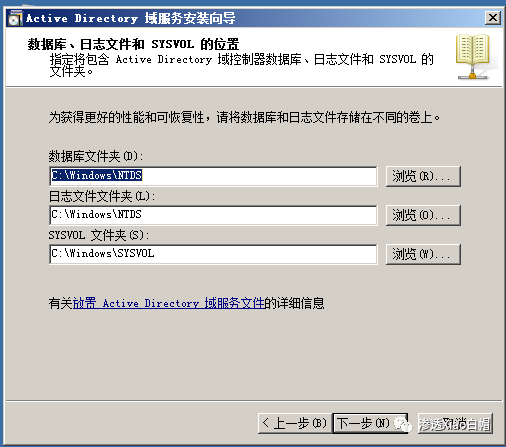 Active Directory 域服务安装向导
数据库、日志文件和 SYSVOL 的位置
指定将包含 Active Directory 域控制器数据库、日志文件和 SYSVOL 的
文件夹。
为获得更好的性能和可恢复性，请将数据库和日志文件存储在不同的卷上。
数据库文件夹(D):
C:\Windows\NTDS
浏览(R)...
日志文件文件夹(L):
C:\Windows\NTDS
浏览(O)...
SYSVOL 文件夹(S):
C:\Windows\SYSVOL
浏览(W)...
有关放置 Active Directory 域服务文件的详细信息
< 上一步(B)
下一步(N) >
取消
渗透Xiao白帽